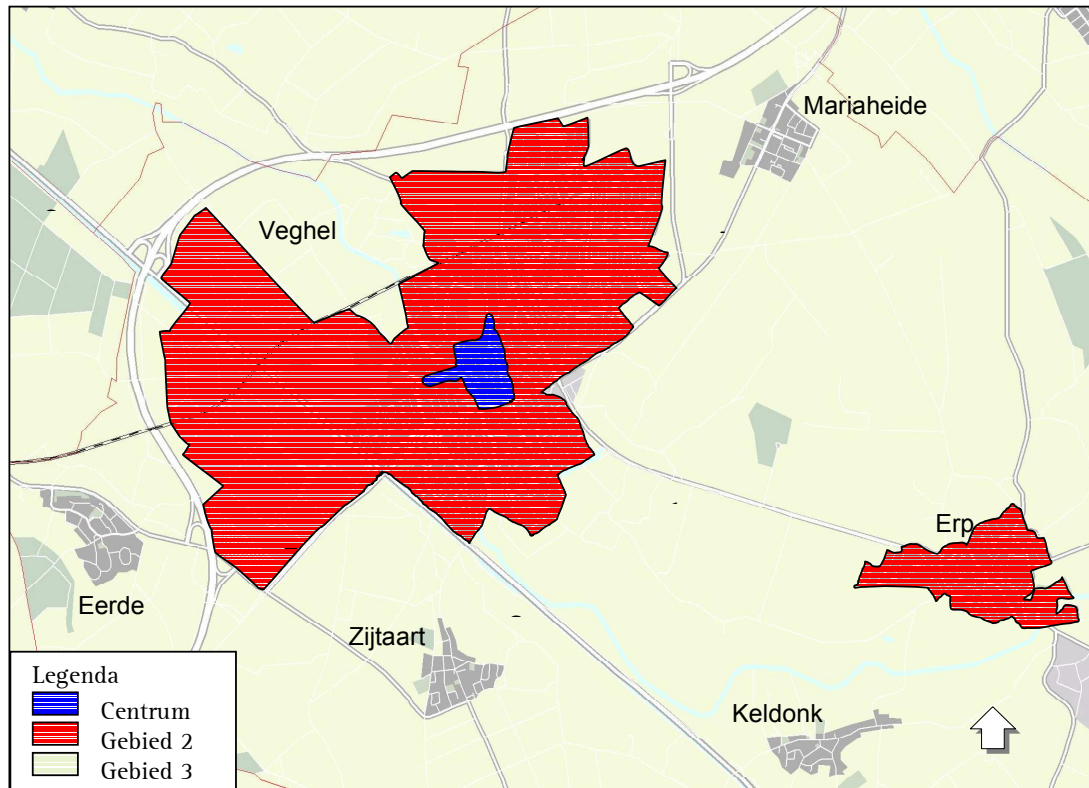 Mariaheide
Veghel
Erp
Eerde
Zijtaart
Keldonk
Legenda
Centrum
Gebied 2
Gebied 3